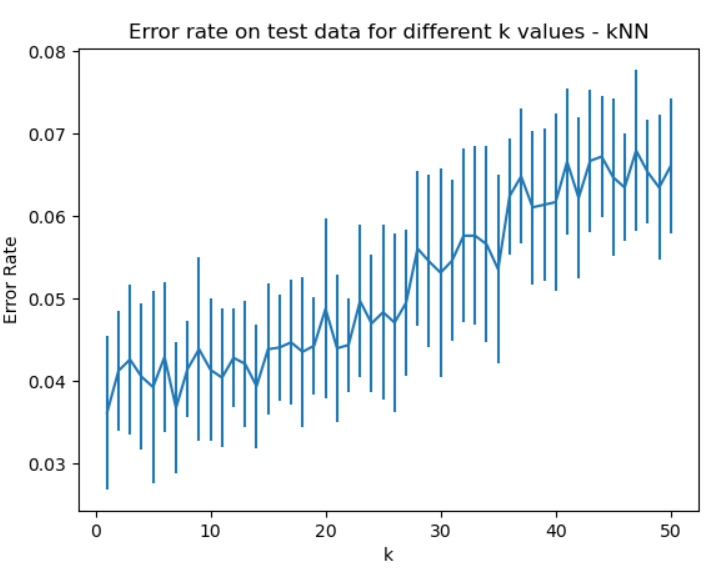 Error rate on test data for different k values - kNN
0.08
0.07
0.06
0.05
0.04
0.03
Error Rate
0 10 20 30 40 50
k